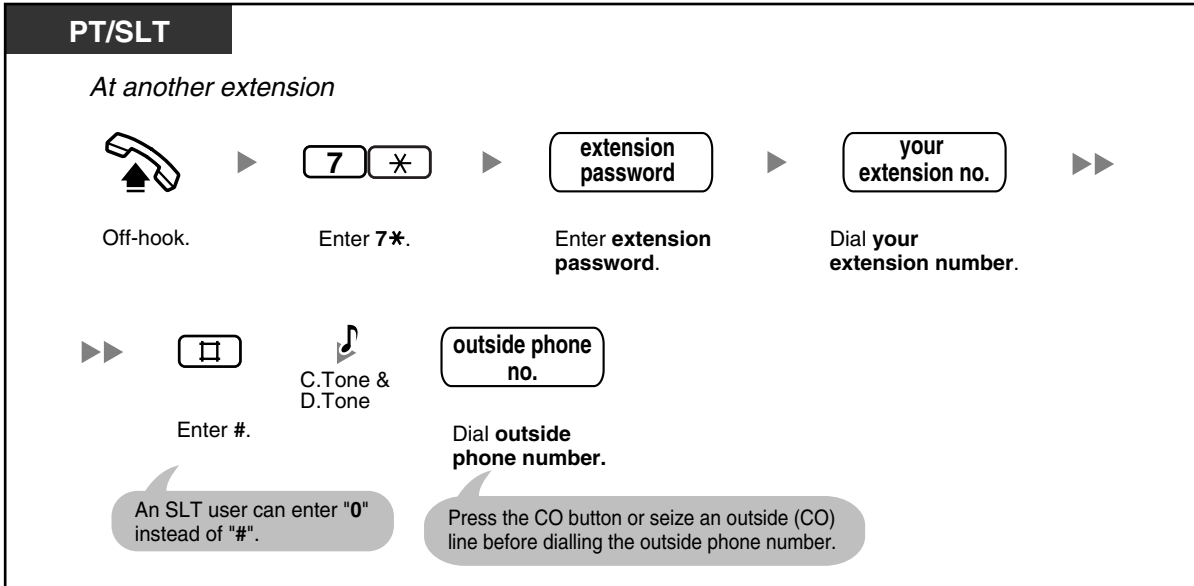 PT/SLT
At another extension
7 *
extension
password
your
extension no.
Off-hook.
Enter 7*.
Enter extension
password.
Dial your
extension number.
#
C.Tone &
D.Tone
outside phone
no.
Enter #.
Dial outside
phone number.
An SLT user can enter "0"
instead of "#".
Press the CO button or seize an outside (CO)
line before dialling the outside phone number.